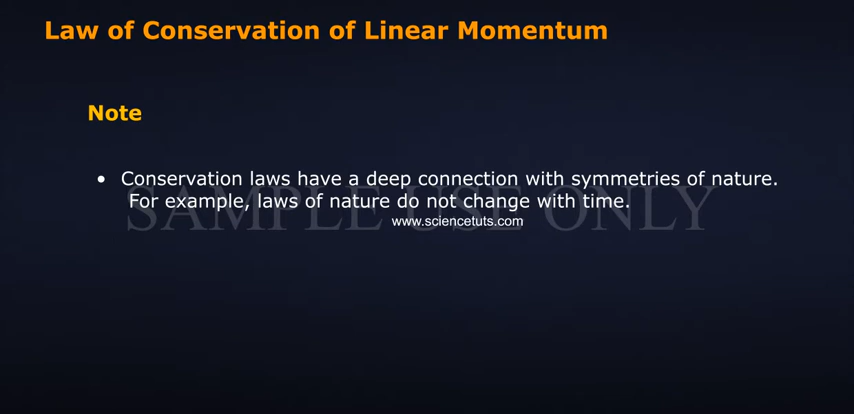 Law of Conservation of Linear Momentum
Note
• Conservation laws have a deep connection with symmetries of nature.
For example, laws of nature do not change with time.
SAMPLE USE ONLY
www.sciencetuts.com